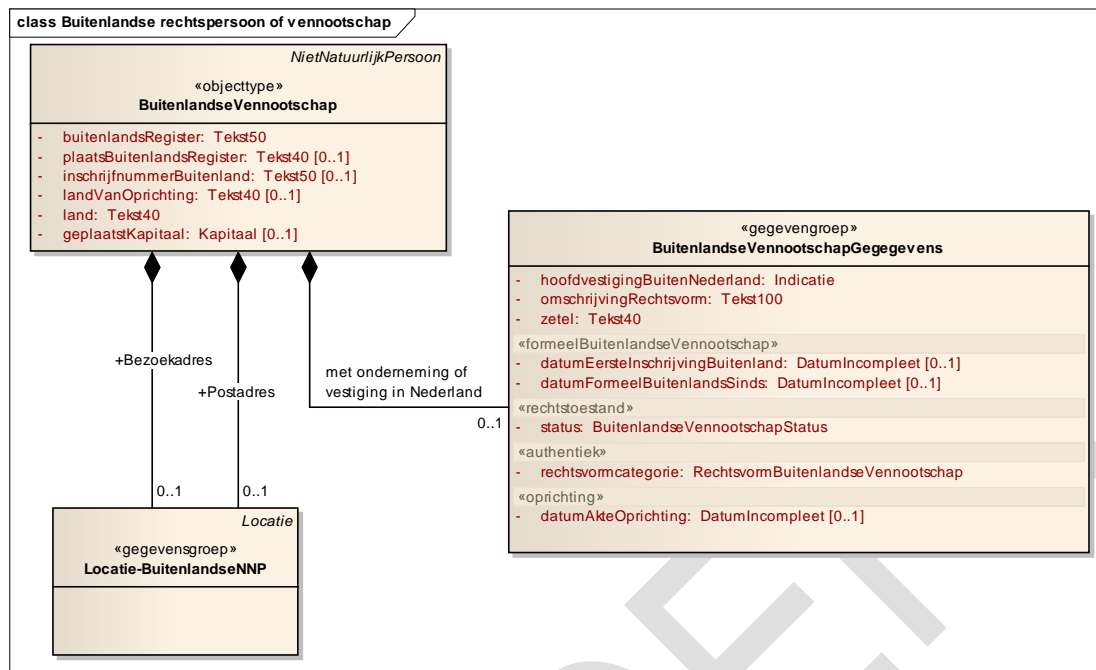 class Buitenlandse rechtspersoon of vennootschap
NietNatuurlijkPersoon
«objecttype»
BuitenlandseVennootschap
- buitenlandsRegister: Tekst50
- plaatsBuitenlandsRegister: Tekst40 [0..1]
- inschrijfnummerBuitenland: Tekst50 [0..1]
- landVanOprichting: Tekst40 [0..1]
- land: Tekst40
- geplaatstKapitaal: Kapitaal [0..1]
«gegevengroep»
BuitenlandseVennootschapGegegevens
- hoofdvestigingBuitenNederland: Indicatie
- omschrijvingRechtsvorm: Tekst100
- zetel: Tekst40
«formeelBuitenlandseVennootschap»
- datumEersteInschrijvingBuitenland: DatumIncompleet [0..1]
- datumFormeelBuitenlandsSinds: DatumIncompleet [0..1]
«rechtstoestand»
- status: BuitenlandseVennootschapStatus
«authentiek»
- rechtsvormcategorie: RechtsvormBuitenlandseVennootschap
«oprichting»
- datumAkteOprichting: DatumIncompleet [0..1]
+Bezoekadres
+Postadres
met onderneming of
vestiging in Nederland
0..1
0..1
0..1
Locatie
«gegevensgroep»
Locatie-BuitenlandseNNP